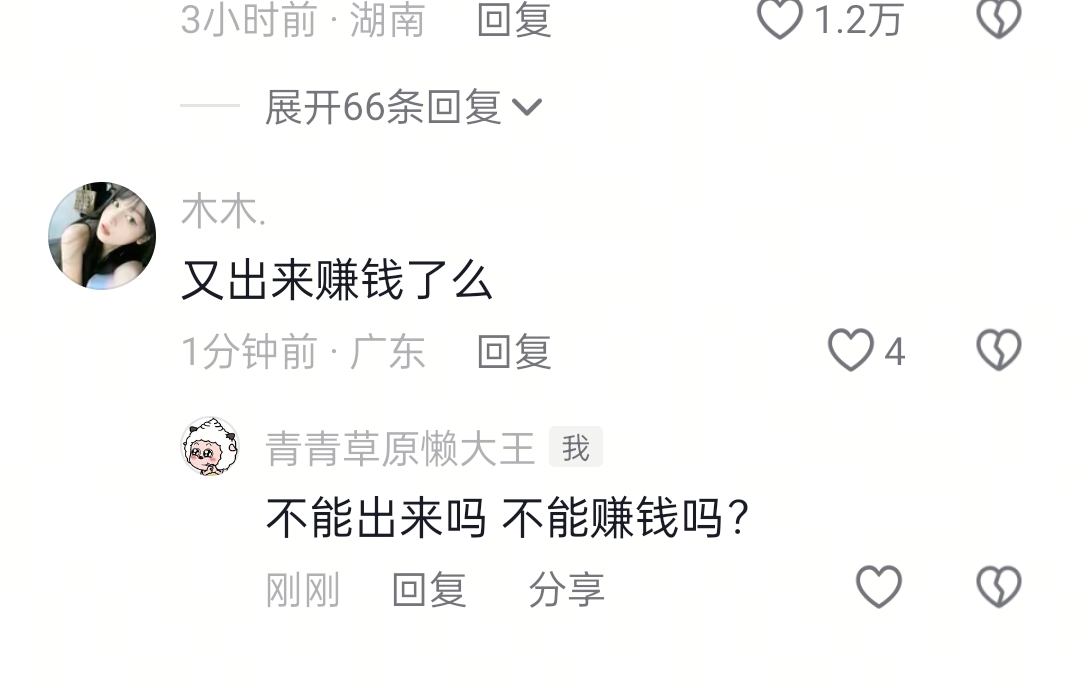 3小时前 · 湖南 回复 1.2万
展开66条回复
木木.
又出来赚钱了么
1分钟前 · 广东 回复 4
青青草原懒大王 我
不能出来吗 不能赚钱吗？
刚刚 回复 分享